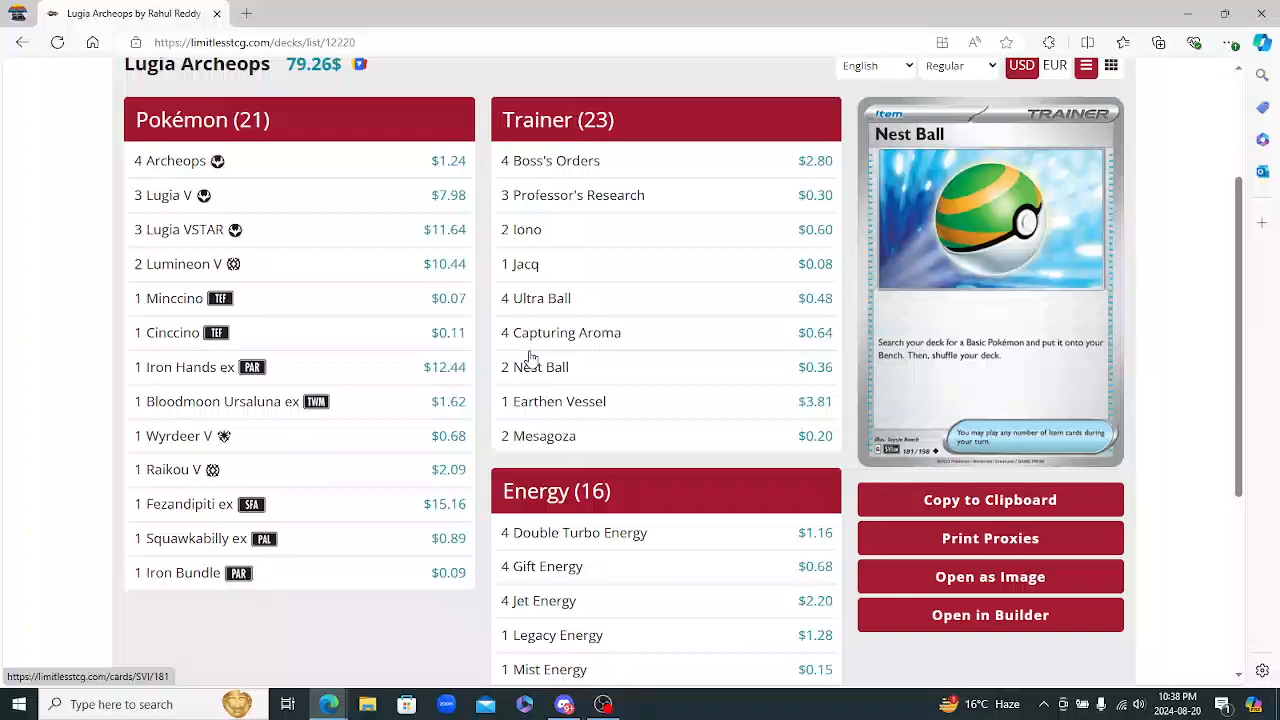 Lugia Archeops by Rahul Reddy
https://limitlesstcg.com/decks/list/12220
Lugia Archeops 79.26$
English
Regular
USD EUR
Pokémon (21)
4 Archeops $1.24
3 Lugia V $7.98
3 Lugia VSTAR $11.64
2 Lumineon V $10.44
1 Minccino TEF $0.07
1 Cinccino TEF $0.11
1 Iron Hands ex PAR $12.44
1 Bloodmoon Ursaluna ex TWM $1.62
1 Wyrdeer V $0.68
1 Raikou V $2.09
1 Fezandipiti ex SFA $15.16
1 Squawkabilly ex PAL $0.89
1 Iron Bundle PAR $0.09
Trainer (23)
4 Boss's Orders $2.80
3 Professor's Research $0.30
2 Iono $0.60
1 Jacq $0.08
4 Ultra Ball $0.48
4 Capturing Aroma $0.64
2 Nest Ball $0.36
1 Earthen Vessel $3.81
2 Mesagoza $0.20
Energy (16)
4 Double Turbo Energy $1.16
4 Gift Energy $0.68
4 Jet Energy $2.20
1 Legacy Energy $1.28
1 Mist Energy $0.15
Item TRAINER
Nest Ball
Search your deck for a Basic Pokémon and put it onto your
Bench. Then, shuffle your deck.
You may play any number of Item cards during
your turn.
181/198
Copy to Clipboard
Print Proxies
Open as Image
Open in Builder
https://limitlesstcg.com/cards/SVI/181
Type here to search
zoom
1
16°C Haze
10:38 PM
2024-08-20